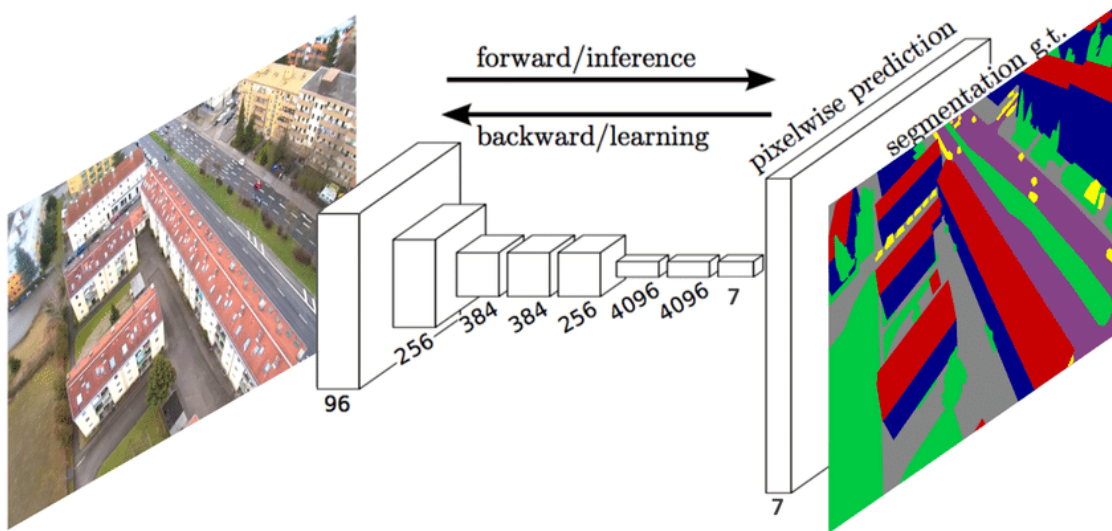 forward/inference
backward/learning
pixelwise prediction
segmentation g.t.
96
256
384
384
256
4096
4096
7
7